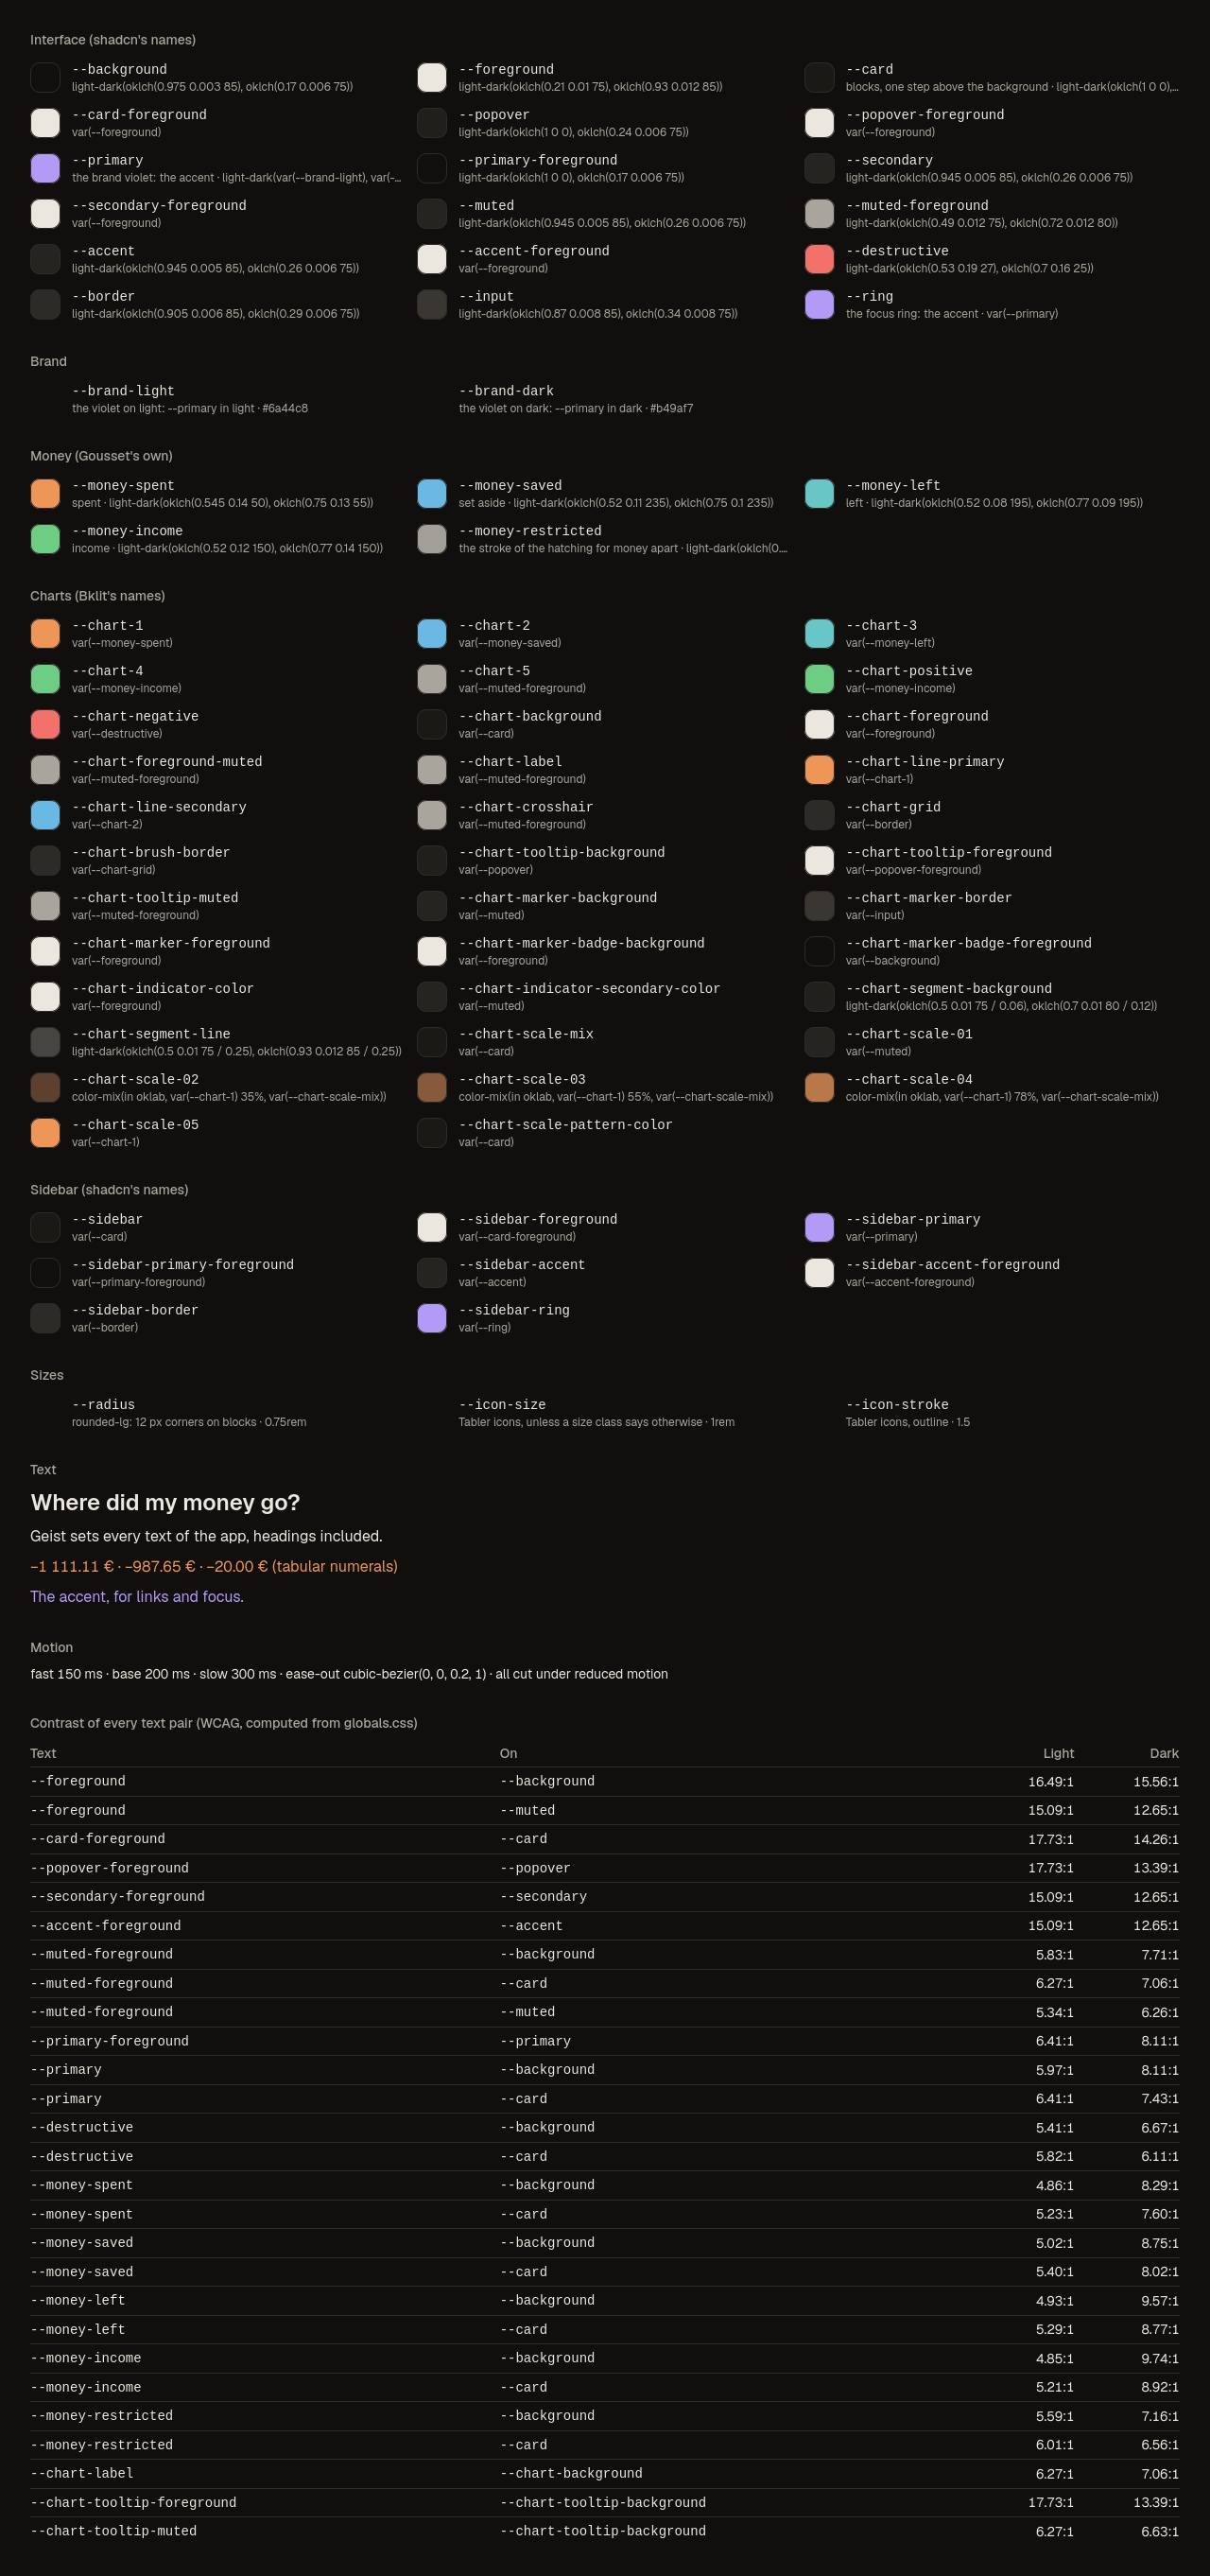 Interface (shadcn's names)
--background
light-dark(oklch(0.975 0.003 85), oklch(0.17 0.006 75))
--foreground
light-dark(oklch(0.21 0.01 75), oklch(0.93 0.012 85))
--card
blocks, one step above the background · light-dark(oklch(1 0 0),...
--card-foreground
var(--foreground)
--popover
light-dark(oklch(1 0 0), oklch(0.24 0.006 75))
--popover-foreground
var(--foreground)
--primary
the brand violet: the accent · light-dark(var(--brand-light), var(-...
--primary-foreground
light-dark(oklch(1 0 0), oklch(0.17 0.006 75))
--secondary
light-dark(oklch(0.945 0.005 85), oklch(0.26 0.006 75))
--secondary-foreground
var(--foreground)
--muted
light-dark(oklch(0.945 0.005 85), oklch(0.26 0.006 75))
--muted-foreground
light-dark(oklch(0.49 0.012 75), oklch(0.72 0.012 80))
--accent
light-dark(oklch(0.945 0.005 85), oklch(0.26 0.006 75))
--accent-foreground
var(--foreground)
--destructive
light-dark(oklch(0.53 0.19 27), oklch(0.7 0.16 25))
--border
light-dark(oklch(0.905 0.006 85), oklch(0.29 0.006 75))
--input
light-dark(oklch(0.87 0.008 85), oklch(0.34 0.008 75))
--ring
the focus ring: the accent · var(--primary)
Brand
--brand-light
the violet on light: --primary in light · #6a44c8
--brand-dark
the violet on dark: --primary in dark · #b49af7
Money (Gousset's own)
--money-spent
spent · light-dark(oklch(0.545 0.14 50), oklch(0.75 0.13 55))
--money-saved
set aside · light-dark(oklch(0.52 0.11 235), oklch(0.75 0.1 235))
--money-left
left · light-dark(oklch(0.52 0.08 195), oklch(0.77 0.09 195))
--money-income
income · light-dark(oklch(0.52 0.12 150), oklch(0.77 0.14 150))
--money-restricted
the stroke of the hatching for money apart · light-dark(oklch(0....
Charts (Bklit's names)
--chart-1
var(--money-spent)
--chart-2
var(--money-saved)
--chart-3
var(--money-left)
--chart-4
var(--money-income)
--chart-5
var(--muted-foreground)
--chart-positive
var(--money-income)
--chart-negative
var(--destructive)
--chart-background
var(--card)
--chart-foreground
var(--foreground)
--chart-foreground-muted
var(--muted-foreground)
--chart-label
var(--muted-foreground)
--chart-line-primary
var(--chart-1)
--chart-line-secondary
var(--chart-2)
--chart-crosshair
var(--muted-foreground)
--chart-grid
var(--border)
--chart-brush-border
var(--chart-grid)
--chart-tooltip-background
var(--popover)
--chart-tooltip-foreground
var(--popover-foreground)
--chart-tooltip-muted
var(--muted-foreground)
--chart-marker-background
var(--muted)
--chart-marker-border
var(--input)
--chart-marker-foreground
var(--foreground)
--chart-marker-badge-background
var(--foreground)
--chart-marker-badge-foreground
var(--background)
--chart-indicator-color
var(--foreground)
--chart-indicator-secondary-color
var(--muted)
--chart-segment-background
light-dark(oklch(0.5 0.01 75 / 0.06), oklch(0.7 0.01 80 / 0.12))
--chart-segment-line
light-dark(oklch(0.5 0.01 75 / 0.25), oklch(0.93 0.012 85 / 0.25))
--chart-scale-mix
var(--card)
--chart-scale-01
var(--muted)
--chart-scale-02
color-mix(in oklab, var(--chart-1) 35%, var(--chart-scale-mix))
--chart-scale-03
color-mix(in oklab, var(--chart-1) 55%, var(--chart-scale-mix))
--chart-scale-04
color-mix(in oklab, var(--chart-1) 78%, var(--chart-scale-mix))
--chart-scale-05
var(--chart-1)
--chart-scale-pattern-color
var(--card)
Sidebar (shadcn's names)
--sidebar
var(--card)
--sidebar-foreground
var(--card-foreground)
--sidebar-primary
var(--primary)
--sidebar-primary-foreground
var(--primary-foreground)
--sidebar-accent
var(--accent)
--sidebar-accent-foreground
var(--accent-foreground)
--sidebar-border
var(--border)
--sidebar-ring
var(--ring)
Sizes
--radius
rounded-lg: 12 px corners on blocks · 0.75rem
--icon-size
Tabler icons, unless a size class says otherwise · 1rem
--icon-stroke
Tabler icons, outline · 1.5
Text
Where did my money go?
Geist sets every text of the app, headings included.
−1 111.11 € · −987.65 € · −20.00 € (tabular numerals)
The accent, for links and focus.
Motion
fast 150 ms · base 200 ms · slow 300 ms · ease-out cubic-bezier(0, 0, 0.2, 1) · all cut under reduced motion
Contrast of every text pair (WCAG, computed from globals.css)
Text On Light Dark
--foreground --background 16.49:1 15.56:1
--foreground --muted 15.09:1 12.65:1
--card-foreground --card 17.73:1 14.26:1
--popover-foreground --popover 17.73:1 13.39:1
--secondary-foreground --secondary 15.09:1 12.65:1
--accent-foreground --accent 15.09:1 12.65:1
--muted-foreground --background 5.83:1 7.71:1
--muted-foreground --card 6.27:1 7.06:1
--muted-foreground --muted 5.34:1 6.26:1
--primary-foreground --primary 6.41:1 8.11:1
--primary --background 5.97:1 8.11:1
--primary --card 6.41:1 7.43:1
--destructive --background 5.41:1 6.67:1
--destructive --card 5.82:1 6.11:1
--money-spent --background 4.86:1 8.29:1
--money-spent --card 5.23:1 7.60:1
--money-saved --background 5.02:1 8.75:1
--money-saved --card 5.40:1 8.02:1
--money-left --background 4.93:1 9.57:1
--money-left --card 5.29:1 8.77:1
--money-income --background 4.85:1 9.74:1
--money-income --card 5.21:1 8.92:1
--money-restricted --background 5.59:1 7.16:1
--money-restricted --card 6.01:1 6.56:1
--chart-label --chart-background 6.27:1 7.06:1
--chart-tooltip-foreground --chart-tooltip-background 17.73:1 13.39:1
--chart-tooltip-muted --chart-tooltip-background 6.27:1 6.63:1